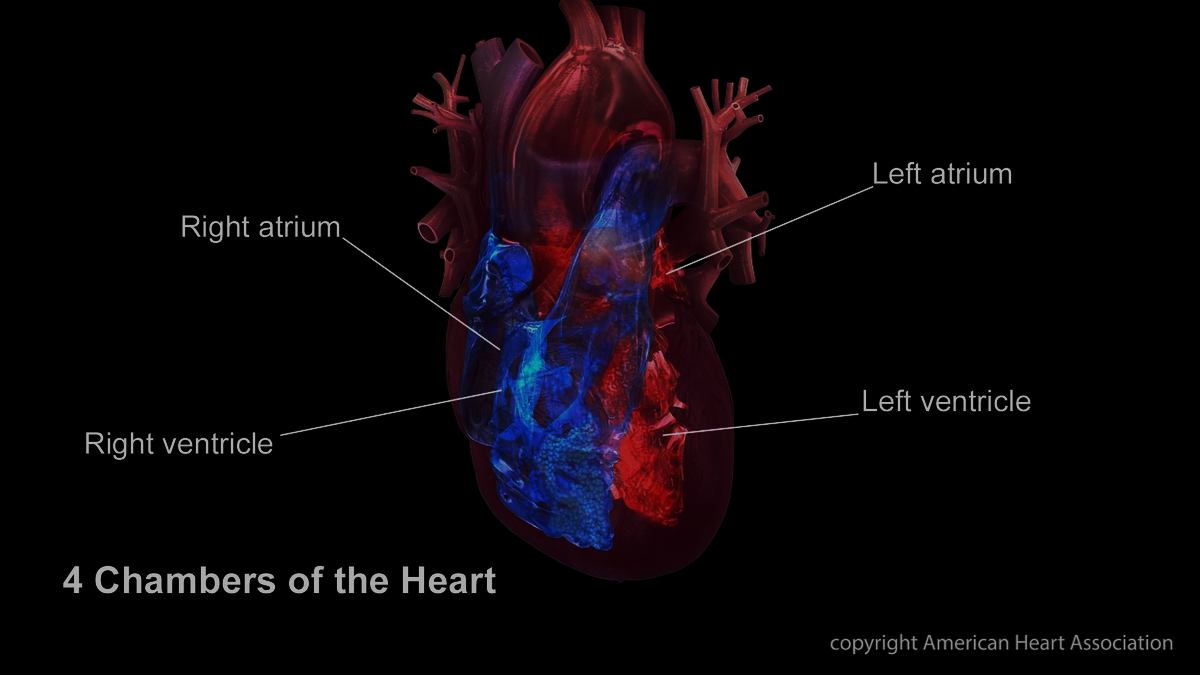 Left atrium
Right atrium
Left ventricle
Right ventricle
4 Chambers of the Heart
copyright American Heart Association